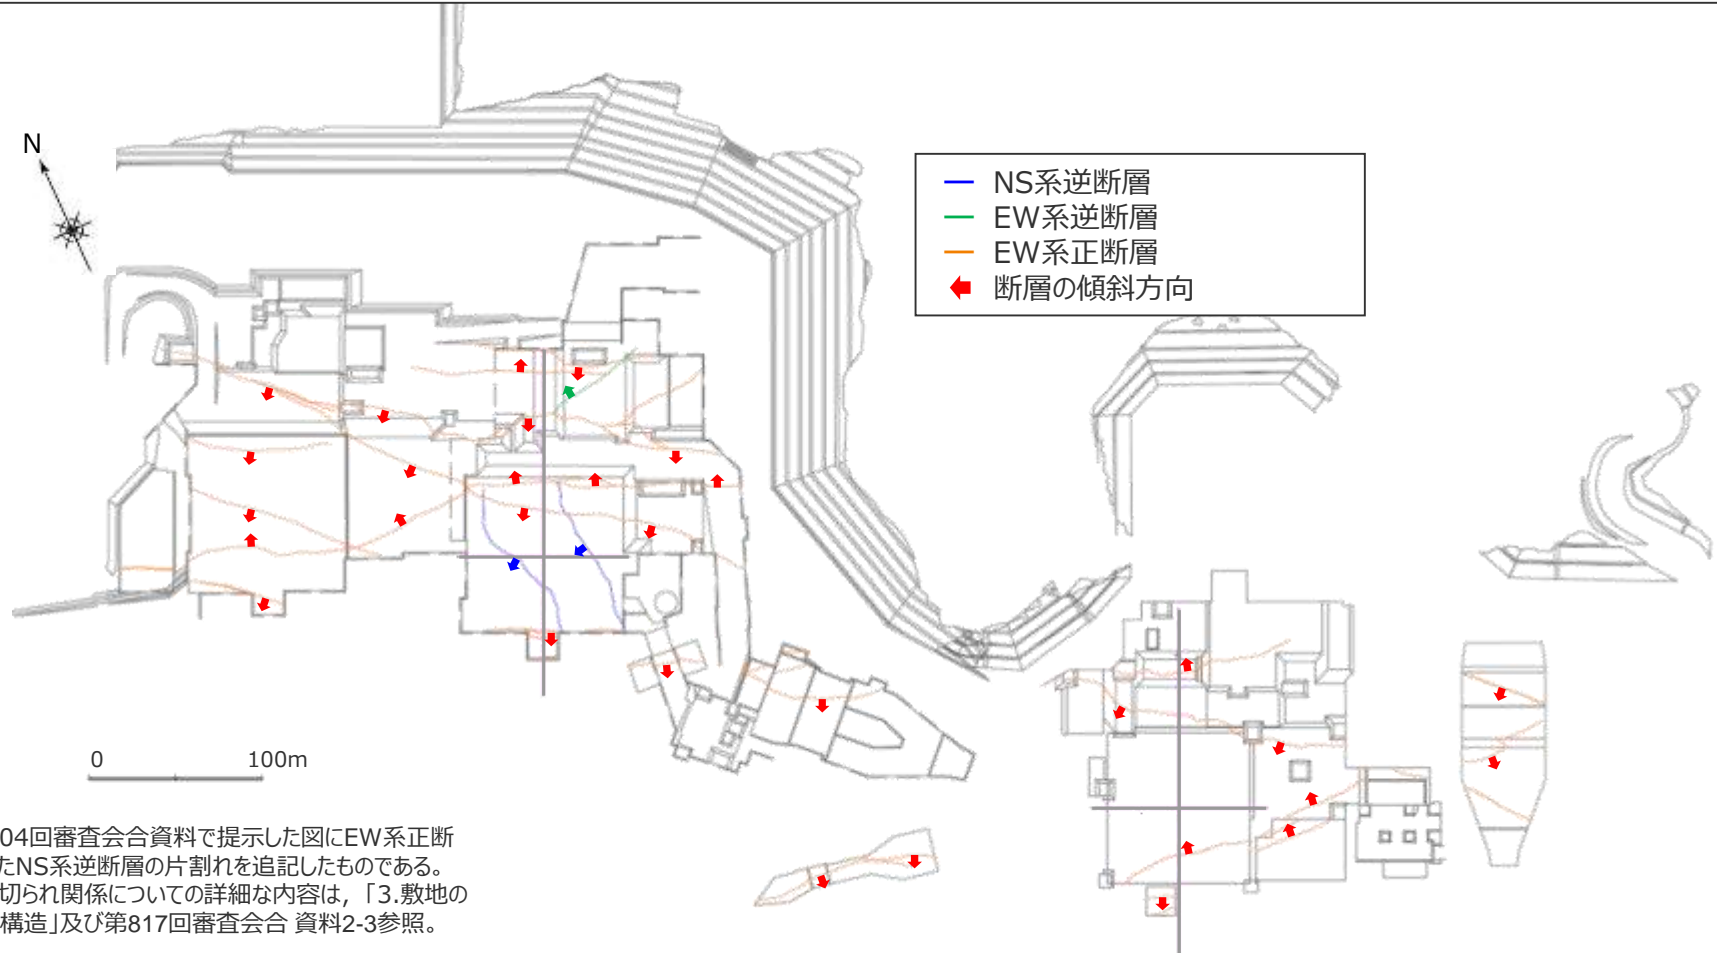 N
NS系逆断層
EW系逆断層
EW系正断層
断層の傾斜方向
0 100m
04回審査会合資料で提示した図にEW系正断
たNS系逆断層の片割れを追記したものである。
切られ関係についての詳細な内容は,「3.敷地の
構造」及び第817回審査会合 資料2-3参照。